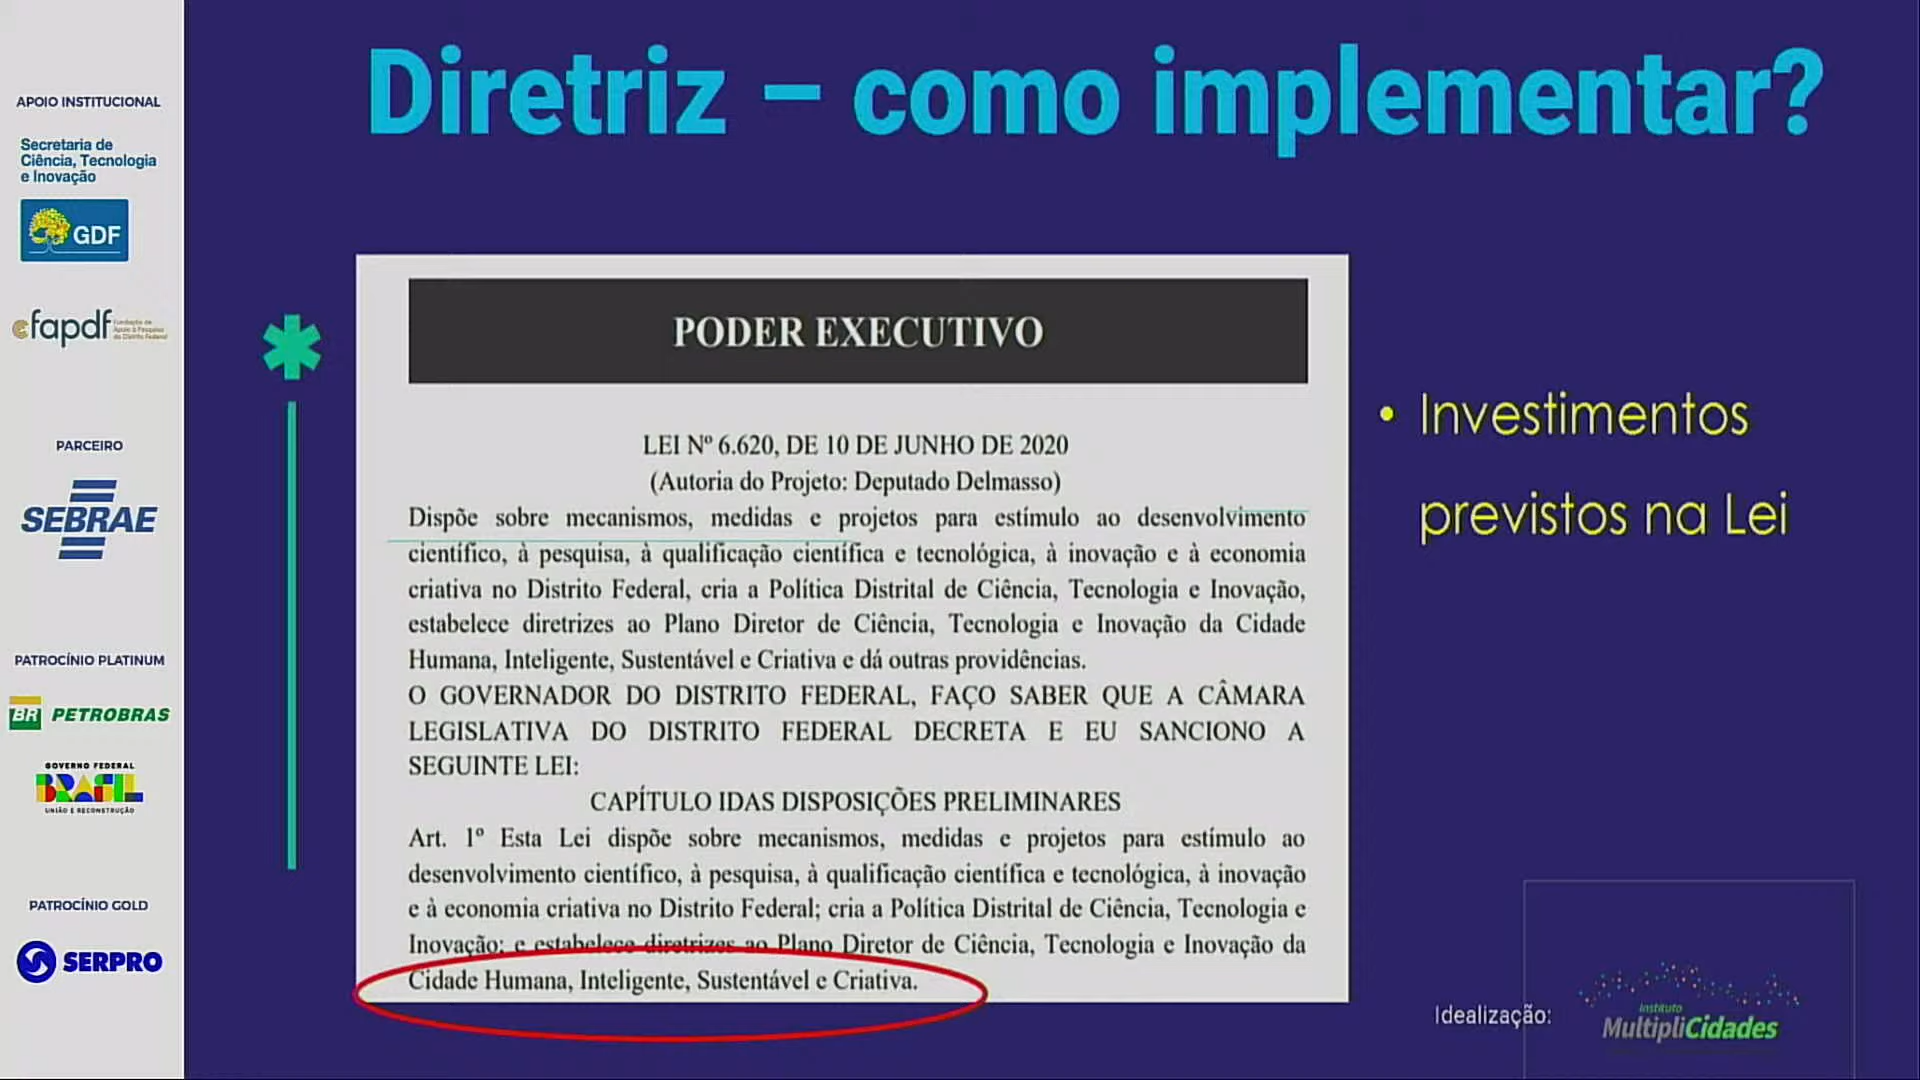 Diretriz – como implementar?
APOIO INSTITUCIONAL
Secretaria de
Ciência, Tecnologia
e Inovação
GDF
fapdf
Fundação de
Apoio à Pesquisa
do Distrito Federal
PARCEIRO
SEBRAE
PATROCÍNIO PLATINUM
BR PETROBRAS
GOVERNO FEDERAL
BRASIL
UNIÃO E RECONSTRUÇÃO
PATROCÍNIO GOLD
SERPRO
PODER EXECUTIVO
LEI Nº 6.620, DE 10 DE JUNHO DE 2020
(Autoria do Projeto: Deputado Delmasso)
Dispõe sobre mecanismos, medidas e projetos para estímulo ao desenvolvimento
científico, à pesquisa, à qualificação científica e tecnológica, à inovação e à economia
criativa no Distrito Federal, cria a Política Distrital de Ciência, Tecnologia e Inovação,
estabelece diretrizes ao Plano Diretor de Ciência, Tecnologia e Inovação da Cidade
Humana, Inteligente, Sustentável e Criativa e dá outras providências.
O GOVERNADOR DO DISTRITO FEDERAL, FAÇO SABER QUE A CÂMARA
LEGISLATIVA DO DISTRITO FEDERAL DECRETA E EU SANCIONO A
SEGUINTE LEI:
CAPÍTULO IDAS DISPOSIÇÕES PRELIMINARES
Art. 1º Esta Lei dispõe sobre mecanismos, medidas e projetos para estímulo ao
desenvolvimento científico, à pesquisa, à qualificação científica e tecnológica, à inovação
e à economia criativa no Distrito Federal; cria a Política Distrital de Ciência, Tecnologia e
Inovação; e estabelece diretrizes ao Plano Diretor de Ciência, Tecnologia e Inovação da
Cidade Humana, Inteligente, Sustentável e Criativa.
• Investimentos
previstos na Lei
Idealização:
Instituto
MultipliCidades